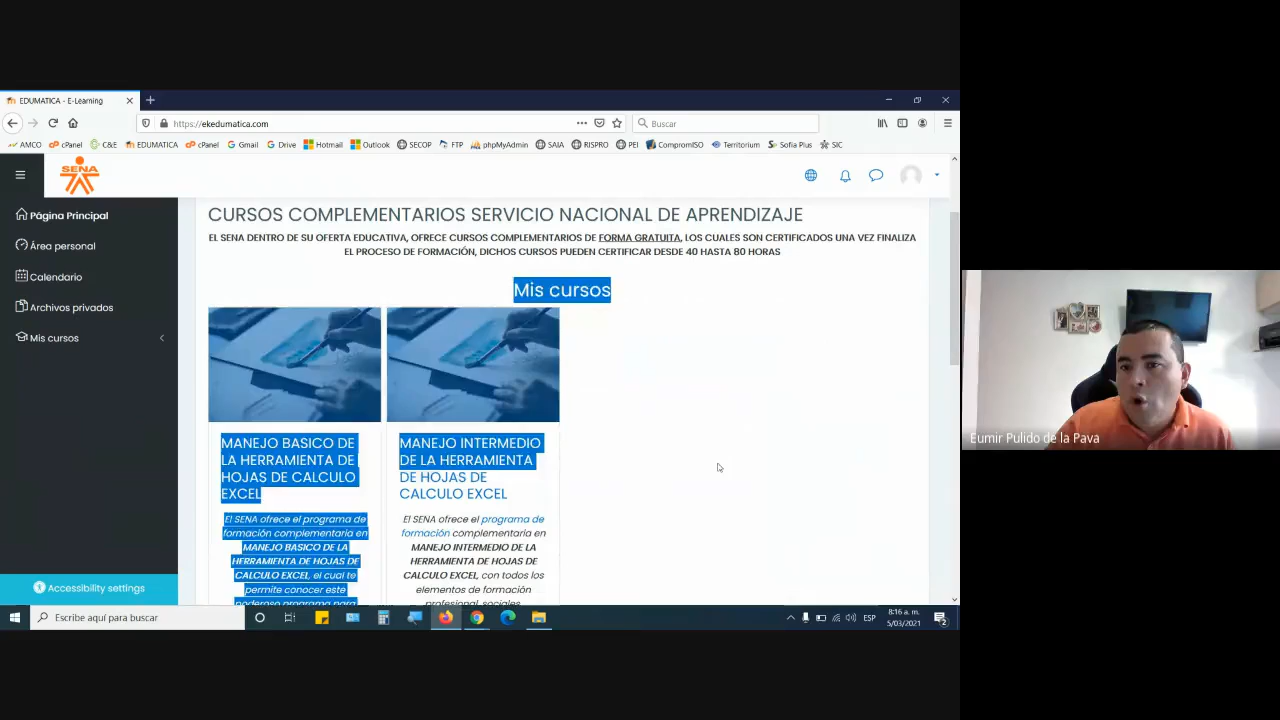 EDUMATICA - E-Learning
https://ekedumatica.com
Buscar
AMCO cPanel C&E EDUMATICA cPanel Gmail Drive Hotmail Outlook SECOP FTP phpMyAdmin SAIA RISPRO PEI CompromISO Territorium Sofia Plus SIC
SENA
Página Principal
Área personal
Calendario
Archivos privados
Mis cursos
Accessibility settings
CURSOS COMPLEMENTARIOS SERVICIO NACIONAL DE APRENDIZAJE
EL SENA DENTRO DE SU OFERTA EDUCATIVA, OFRECE CURSOS COMPLEMENTARIOS DE FORMA GRATUITA, LOS CUALES SON CERTIFICADOS UNA VEZ FINALIZA
EL PROCESO DE FORMACIÓN, DICHOS CURSOS PUEDEN CERTIFICAR DESDE 40 HASTA 80 HORAS
Mis cursos
MANEJO BASICO DE
LA HERRAMIENTA DE
HOJAS DE CALCULO
EXCEL
El SENA ofrece el programa de
formación complementaria en
MANEJO BASICO DE LA
HERRAMIENTA DE HOJAS DE
CALCULO EXCEL, el cual te
permite conocer este
poderoso programa para
MANEJO INTERMEDIO
DE LA HERRAMIENTA
DE HOJAS DE
CALCULO EXCEL
El SENA ofrece el programa de
formación complementaria en
MANEJO INTERMEDIO DE LA
HERRAMIENTA DE HOJAS DE
CALCULO EXCEL, con todos los
elementos de formación
profesional, sociales,
Escribe aquí para buscar
ESP
8:16 a. m.
5/03/2021
2
Eumir Pulido de la Pava